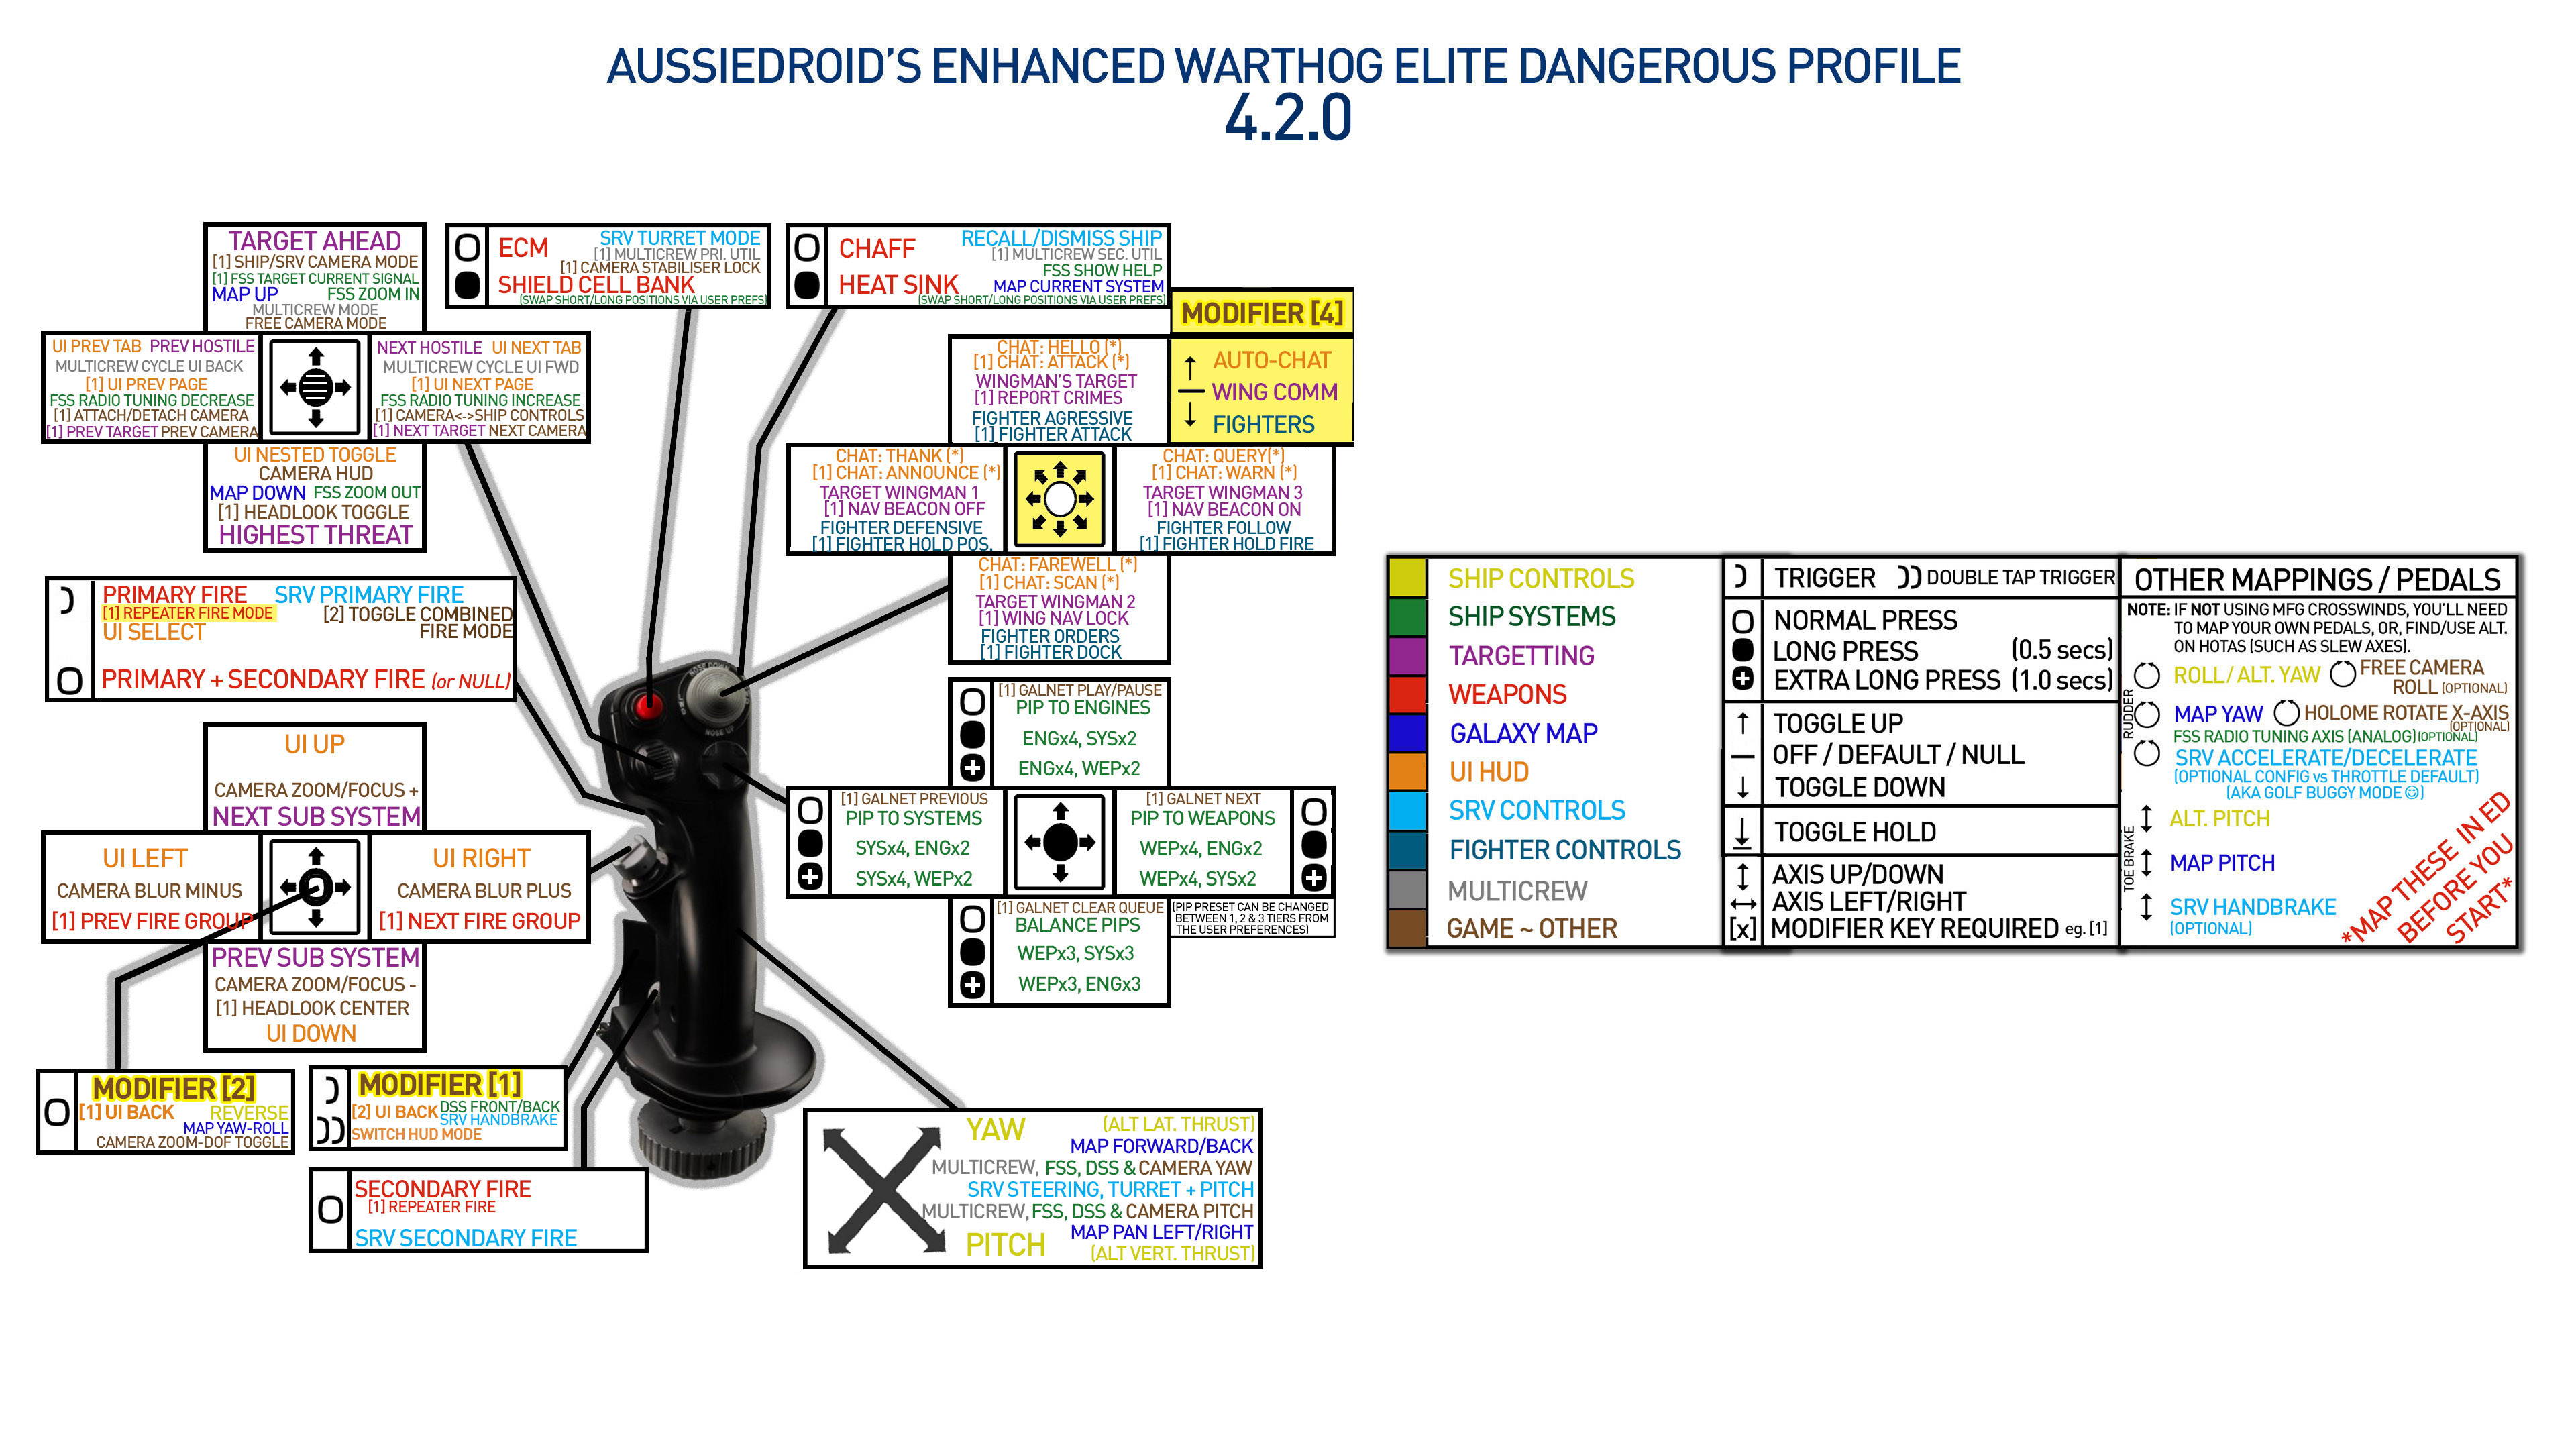 AUSSIEDROID'S ENHANCED WARTHOG ELITE DANGEROUS PROFILE
4.2.0
TARGET AHEAD
[1] SHIP/SRV CAMERA MODE
[1] FSS TARGET CURRENT SIGNAL
MAP UP FSS ZOOM IN
MULTICREW MODE
FREE CAMERA MODE
UI PREV TAB PREV HOSTILE
MULTICREW CYCLE UI BACK
[1] UI PREV PAGE
FSS RADIO TUNING DECREASE
[1] ATTACH/DETACH CAMERA
[1] PREV TARGET PREV CAMERA
NEXT HOSTILE UI NEXT TAB
MULTICREW CYCLE UI FWD
[1] UI NEXT PAGE
FSS RADIO TUNING INCREASE
[1] CAMERA<->SHIP CONTROLS
[1] NEXT TARGET NEXT CAMERA
UI NESTED TOGGLE
CAMERA HUD
MAP DOWN FSS ZOOM OUT
[1] HEADLOOK TOGGLE
HIGHEST THREAT
ECM SRV TURRET MODE
[1] MULTICREW PRI. UTIL
[1] CAMERA STABILISER LOCK
SHIELD CELL BANK
(SWAP SHORT/LONG POSITIONS VIA USER PREFS)
CHAFF RECALL/DISMISS SHIP
[1] MULTICREW SEC. UTIL
FSS SHOW HELP
HEAT SINK MAP CURRENT SYSTEM
(SWAP SHORT/LONG POSITIONS VIA USER PREFS)
MODIFIER [4]
AUTO-CHAT
WING COMM
FIGHTERS
CHAT: HELLO (*)
[1] CHAT: ATTACK (*)
WINGMAN'S TARGET
[1] REPORT CRIMES
FIGHTER AGRESSIVE
[1] FIGHTER ATTACK
CHAT: THANK (*)
[1] CHAT: ANNOUNCE (*)
TARGET WINGMAN 1
[1] NAV BEACON OFF
FIGHTER DEFENSIVE
[1] FIGHTER HOLD POS.
CHAT: QUERY(*)
[1] CHAT: WARN (*)
TARGET WINGMAN 3
[1] NAV BEACON ON
FIGHTER FOLLOW
[1] FIGHTER HOLD FIRE
CHAT: FAREWELL (*)
[1] CHAT: SCAN (*)
TARGET WINGMAN 2
[1] WING NAV LOCK
FIGHTER ORDERS
[1] FIGHTER DOCK
PRIMARY FIRE SRV PRIMARY FIRE
[1] REPEATER FIRE MODE [2] TOGGLE COMBINED
UI SELECT FIRE MODE
PRIMARY + SECONDARY FIRE (or NULL)
[1] GALNET PLAY/PAUSE
PIP TO ENGINES
ENGx4, SYSx2
ENGx4, WEPx2
[1] GALNET PREVIOUS
PIP TO SYSTEMS
SYSx4, ENGx2
SYSx4, WEPx2
[1] GALNET NEXT
PIP TO WEAPONS
WEPx4, ENGx2
WEPx4, SYSx2
[1] GALNET CLEAR QUEUE
BALANCE PIPS
WEPx3, SYSx3
WEPx3, ENGx3
(PIP PRESET CAN BE CHANGED
BETWEEN 1, 2 & 3 TIERS FROM
THE USER PREFERENCES)
UI UP
CAMERA ZOOM/FOCUS +
NEXT SUB SYSTEM
UI LEFT
CAMERA BLUR MINUS
[1] PREV FIRE GROUP
UI RIGHT
CAMERA BLUR PLUS
[1] NEXT FIRE GROUP
PREV SUB SYSTEM
CAMERA ZOOM/FOCUS -
[1] HEADLOOK CENTER
UI DOWN
MODIFIER [2]
[1] UI BACK REVERSE
MAP YAW-ROLL
CAMERA ZOOM-DOF TOGGLE
MODIFIER [1]
[2] UI BACK DSS FRONT/BACK
SRV HANDBRAKE
SWITCH HUD MODE
SECONDARY FIRE
[1] REPEATER FIRE
SRV SECONDARY FIRE
YAW (ALT LAT. THRUST)
MAP FORWARD/BACK
MULTICREW, FSS, DSS & CAMERA YAW
SRV STEERING, TURRET + PITCH
MULTICREW, FSS, DSS & CAMERA PITCH
MAP PAN LEFT/RIGHT
PITCH (ALT VERT. THRUST)
SHIP CONTROLS
SHIP SYSTEMS
TARGETTING
WEAPONS
GALAXY MAP
UI HUD
SRV CONTROLS
FIGHTER CONTROLS
MULTICREW
GAME ~ OTHER
TRIGGER DOUBLE TAP TRIGGER
NORMAL PRESS
LONG PRESS (0.5 secs)
EXTRA LONG PRESS (1.0 secs)
TOGGLE UP
OFF / DEFAULT / NULL
TOGGLE DOWN
TOGGLE HOLD
AXIS UP/DOWN
AXIS LEFT/RIGHT
[x] MODIFIER KEY REQUIRED eg. [1]
OTHER MAPPINGS / PEDALS
NOTE: IF NOT USING MFG CROSSWINDS, YOU'LL NEED
TO MAP YOUR OWN PEDALS, OR, FIND/USE ALT.
ON HOTAS (SUCH AS SLEW AXES).
RUDDER
ROLL/ ALT. YAW FREE CAMERA
ROLL (OPTIONAL)
MAP YAW HOLOME ROTATE X-AXIS
(OPTIONAL)
FSS RADIO TUNING AXIS (ANALOG) (OPTIONAL)
SRV ACCELERATE/DECELERATE
(OPTIONAL CONFIG vs THROTTLE DEFAULT)
(AKA GOLF BUGGY MODE ☺)
TOE BRAKE
ALT. PITCH
MAP PITCH
SRV HANDBRAKE
(OPTIONAL)
*MAP THESE IN ED
BEFORE YOU
START*